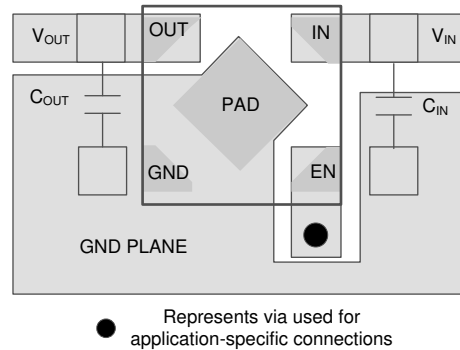 VOUT OUT IN VIN
COUT PAD CIN
GND EN
GND PLANE
Represents via used for
application-specific connections